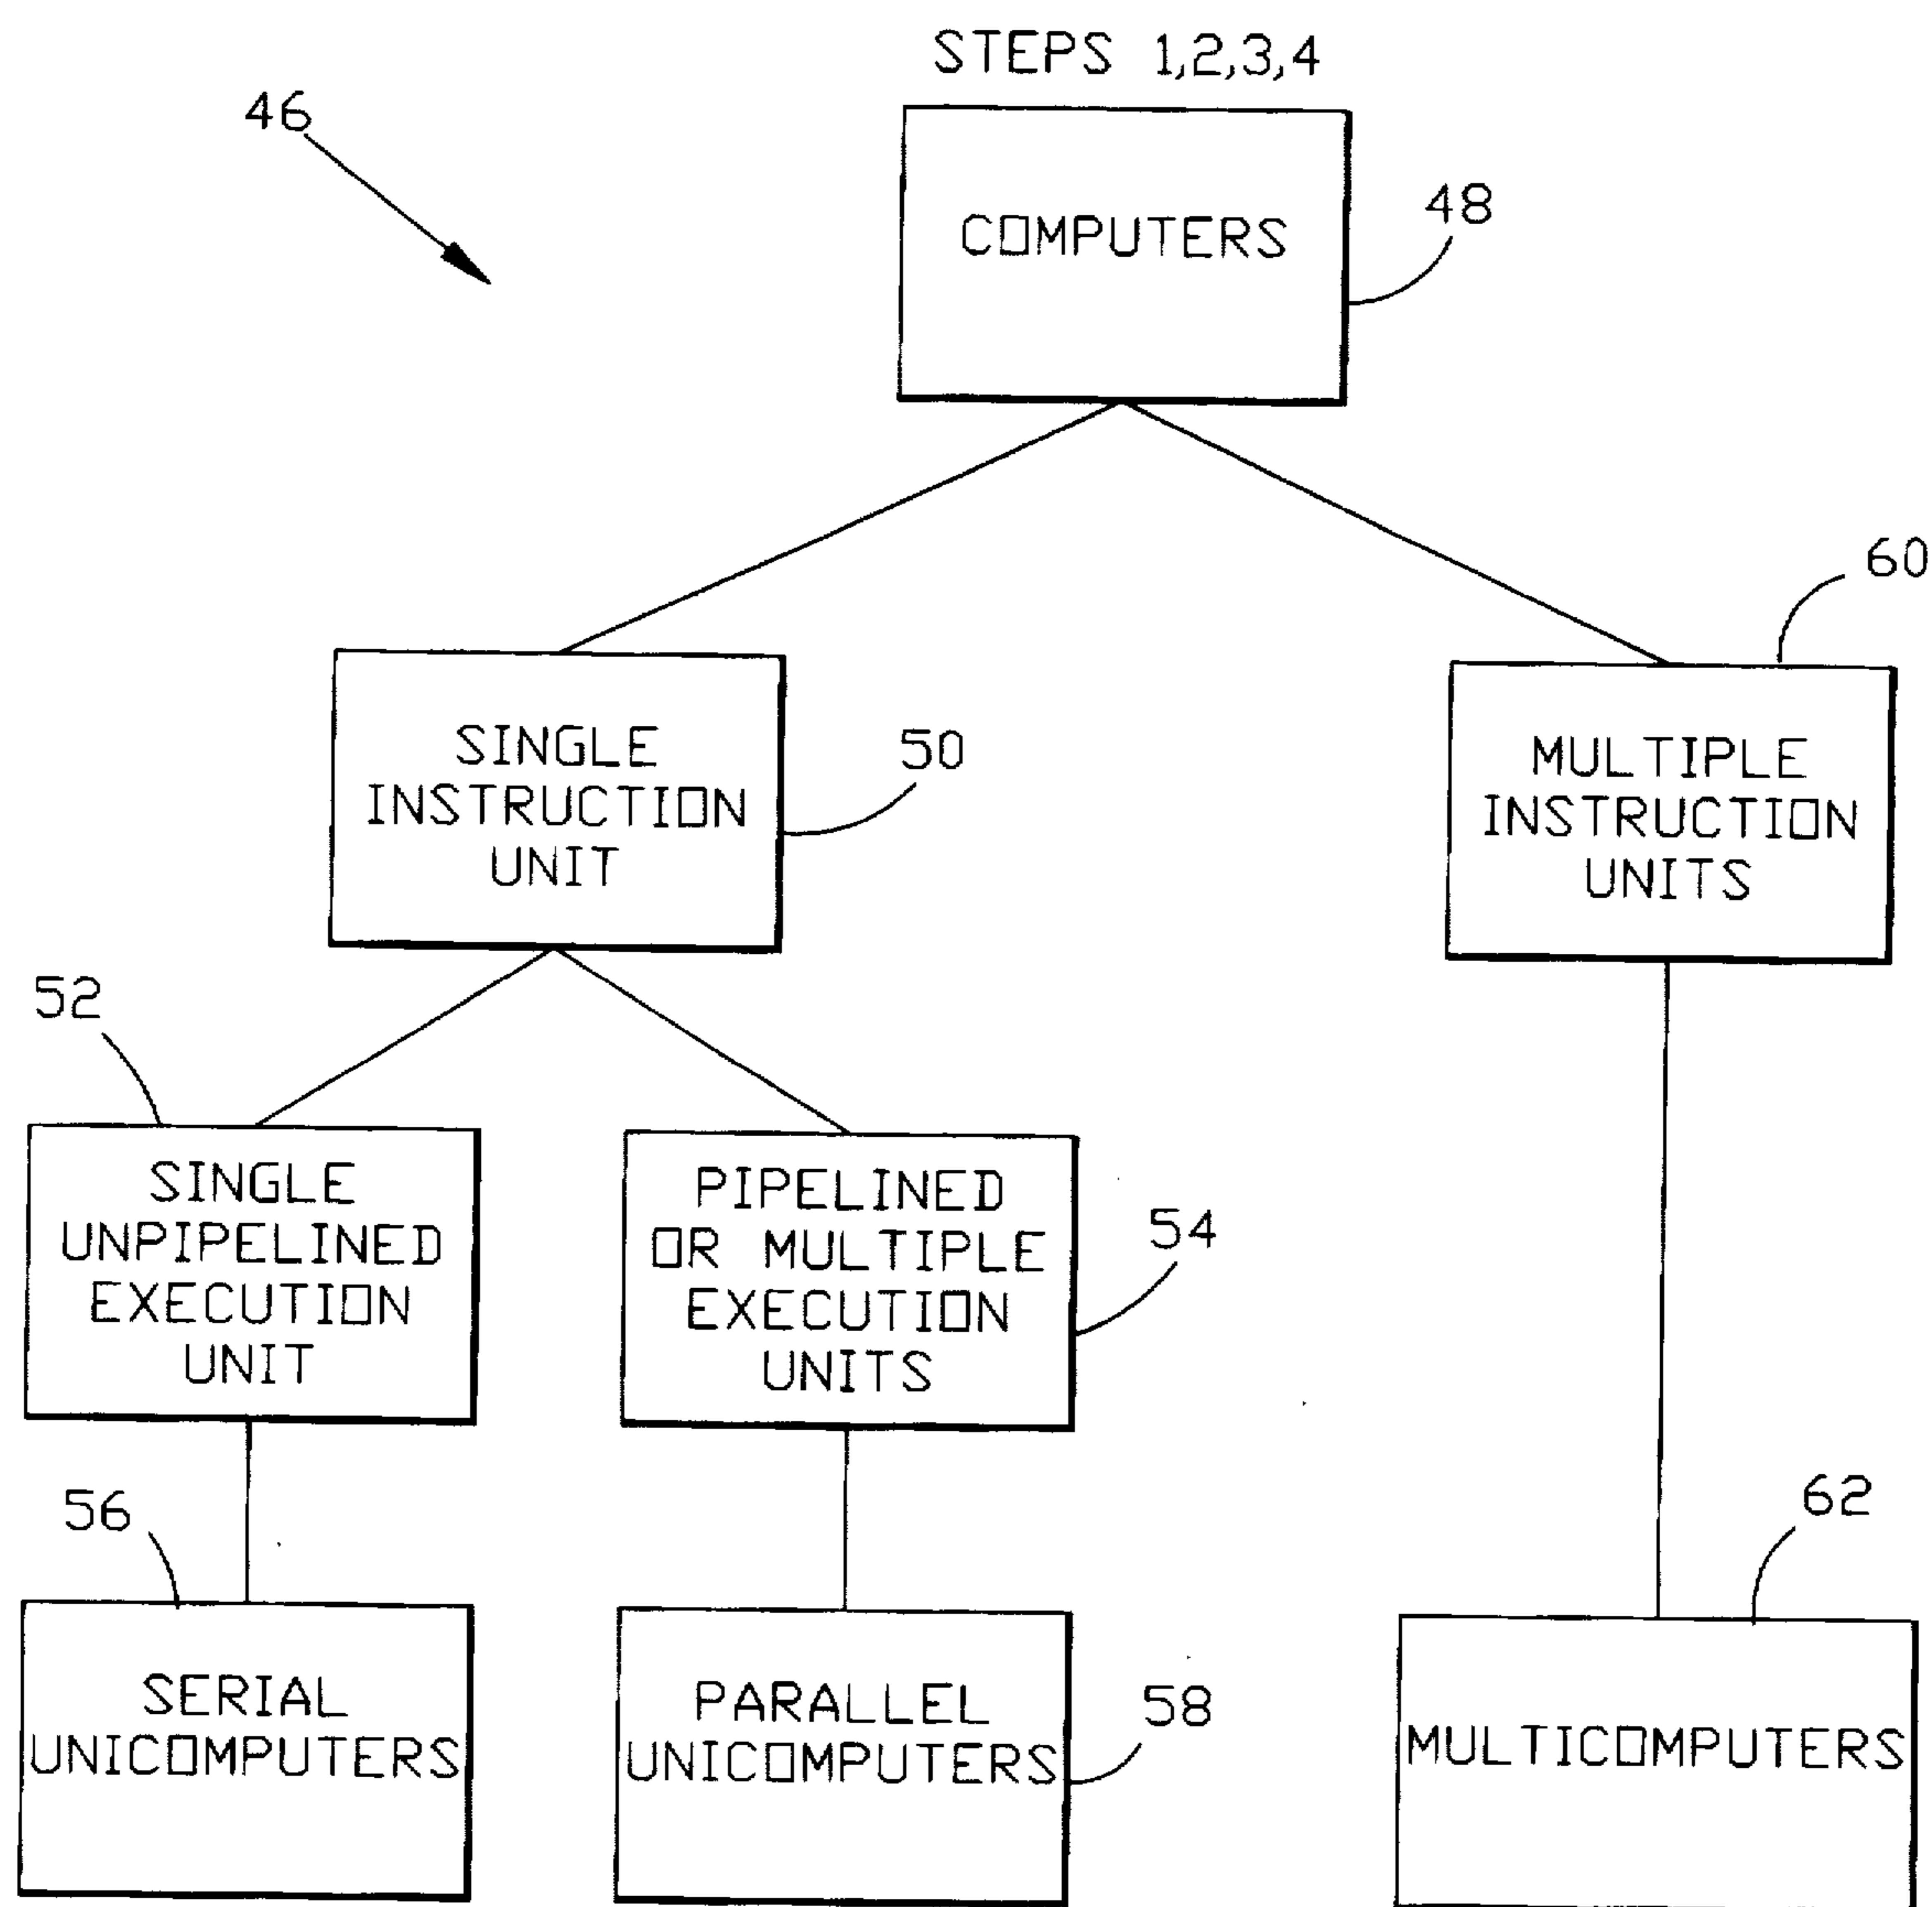 STEPS 1,2,3,4
46
COMPUTERS
48
60
SINGLE
INSTRUCTION
UNIT
50
MULTIPLE
INSTRUCTION
UNITS
52
SINGLE
UNPIPELINED
EXECUTION
UNIT
PIPELINED
OR MULTIPLE
EXECUTION
UNITS
54
56
62
SERIAL
UNICOMPUTERS
PARALLEL
UNICOMPUTERS
58
MULTICOMPUTERS